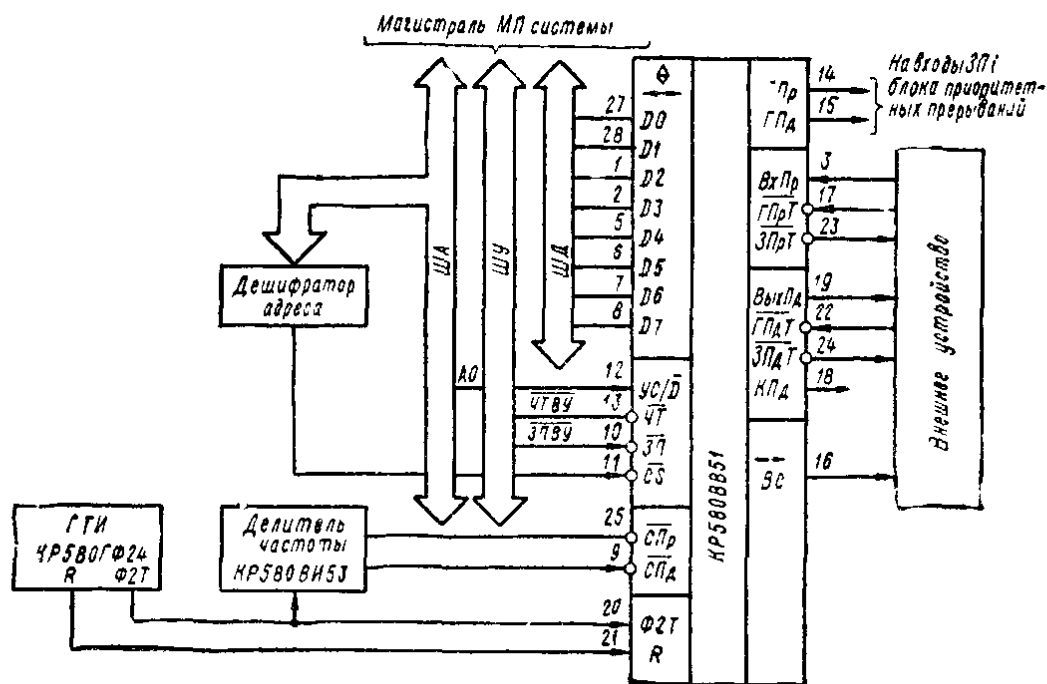 Магистраль МП системы
ША
ШУ
ШД
Дешифратор
адреса
ГТИ
КР580ГФ24
R Ф2Т
Делитель
частоты
КР580ВИ53
A0
ЧТВУ
ЗПВУ
27 D0
28 D1
1 D2
2 D3
5 D4
6 D5
7 D6
8 D7
12 УС/D
13 ЧТ
10 ЗП
11 CS
25 СПр
9 СПд
20 Ф2Т
21 R
КР580ВВ51
Пр 14
ГПд 15
ВхПр 3
ГПрТ 17
ЗПрТ 23
ВыхПд 19
ГПдТ 22
ЗПдТ 24
КПд 18
ВС 16
На входы ЗПi
блока приоритет-
ных прерываний
Внешнее устройство